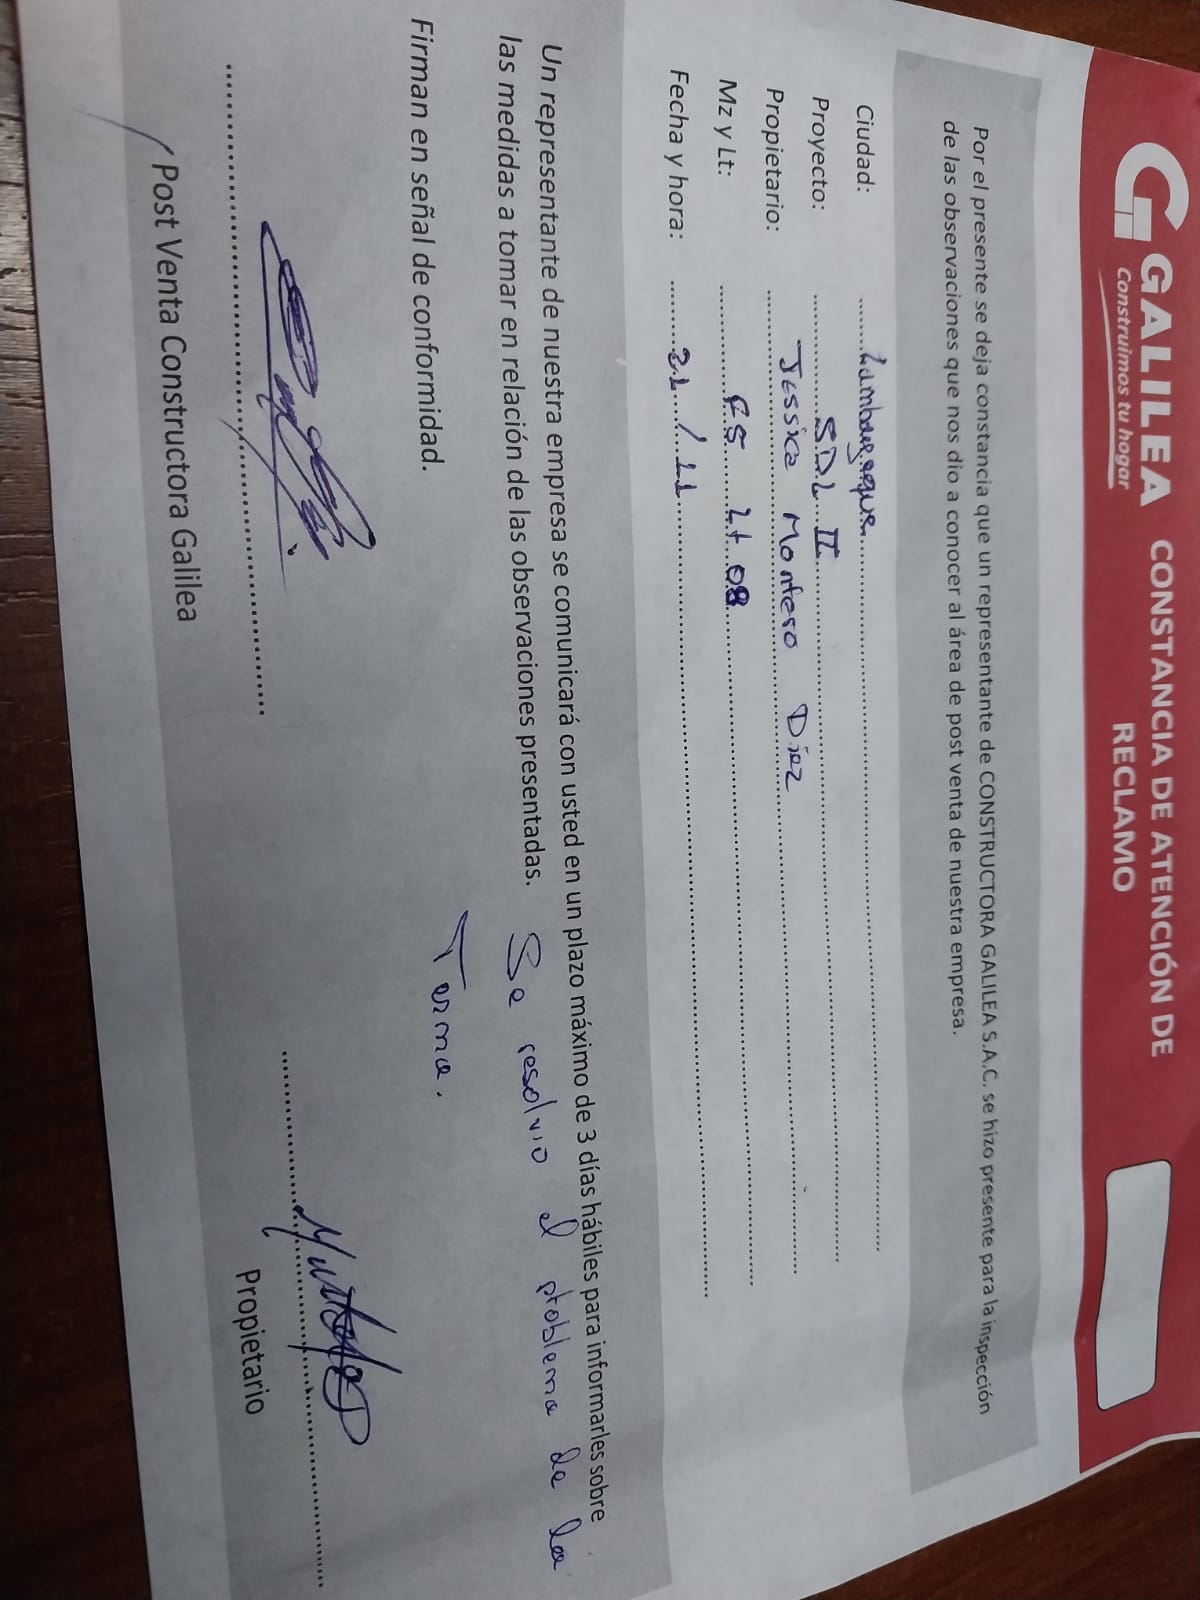 GALILEA
Construimos tu hogar
CONSTANCIA DE ATENCIÓN DE
RECLAMO
Por el presente se deja constancia que un representante de CONSTRUCTORA GALILEA S.A.C. se hizo presente para la inspección
de las observaciones que nos dio a conocer al área de post venta de nuestra empresa.
Ciudad: Lambayeque
Proyecto: S.D.L II
Propietario: Jessica Montero Díaz
Mz y Lt: Lt 08
Fecha y hora: 21/11
Un representante de nuestra empresa se comunicará con usted en un plazo máximo de 3 días hábiles para informarles sobre
las medidas a tomar en relación de las observaciones presentadas. Se resolvio el problema de la
Terma.
Firman en señal de conformidad.
Post Venta Constructora Galilea
Propietario